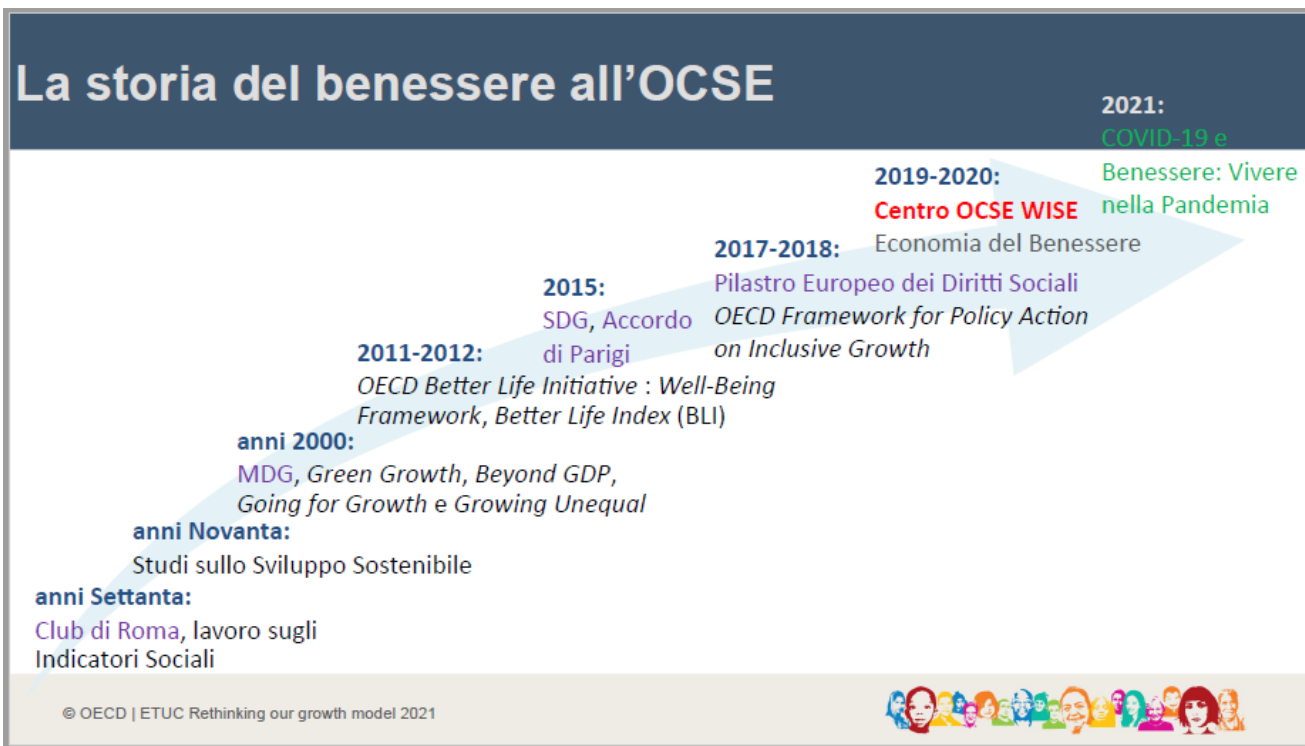 La storia del benessere all’OCSE
anni Settanta:
Club di Roma, lavoro sugli
Indicatori Sociali
anni Novanta:
Studi sullo Sviluppo Sostenibile
anni 2000:
MDG, Green Growth, Beyond GDP,
Going for Growth e Growing Unequal
2011-2012:
OECD Better Life Initiative : Well-Being
Framework, Better Life Index (BLI)
2015:
SDG, Accordo
di Parigi
2017-2018:
Pilastro Europeo dei Diritti Sociali
OECD Framework for Policy Action
on Inclusive Growth
2019-2020:
Centro OCSE WISE
Economia del Benessere
2021:
COVID-19 e
Benessere: Vivere
nella Pandemia
© OECD | ETUC Rethinking our growth model 2021